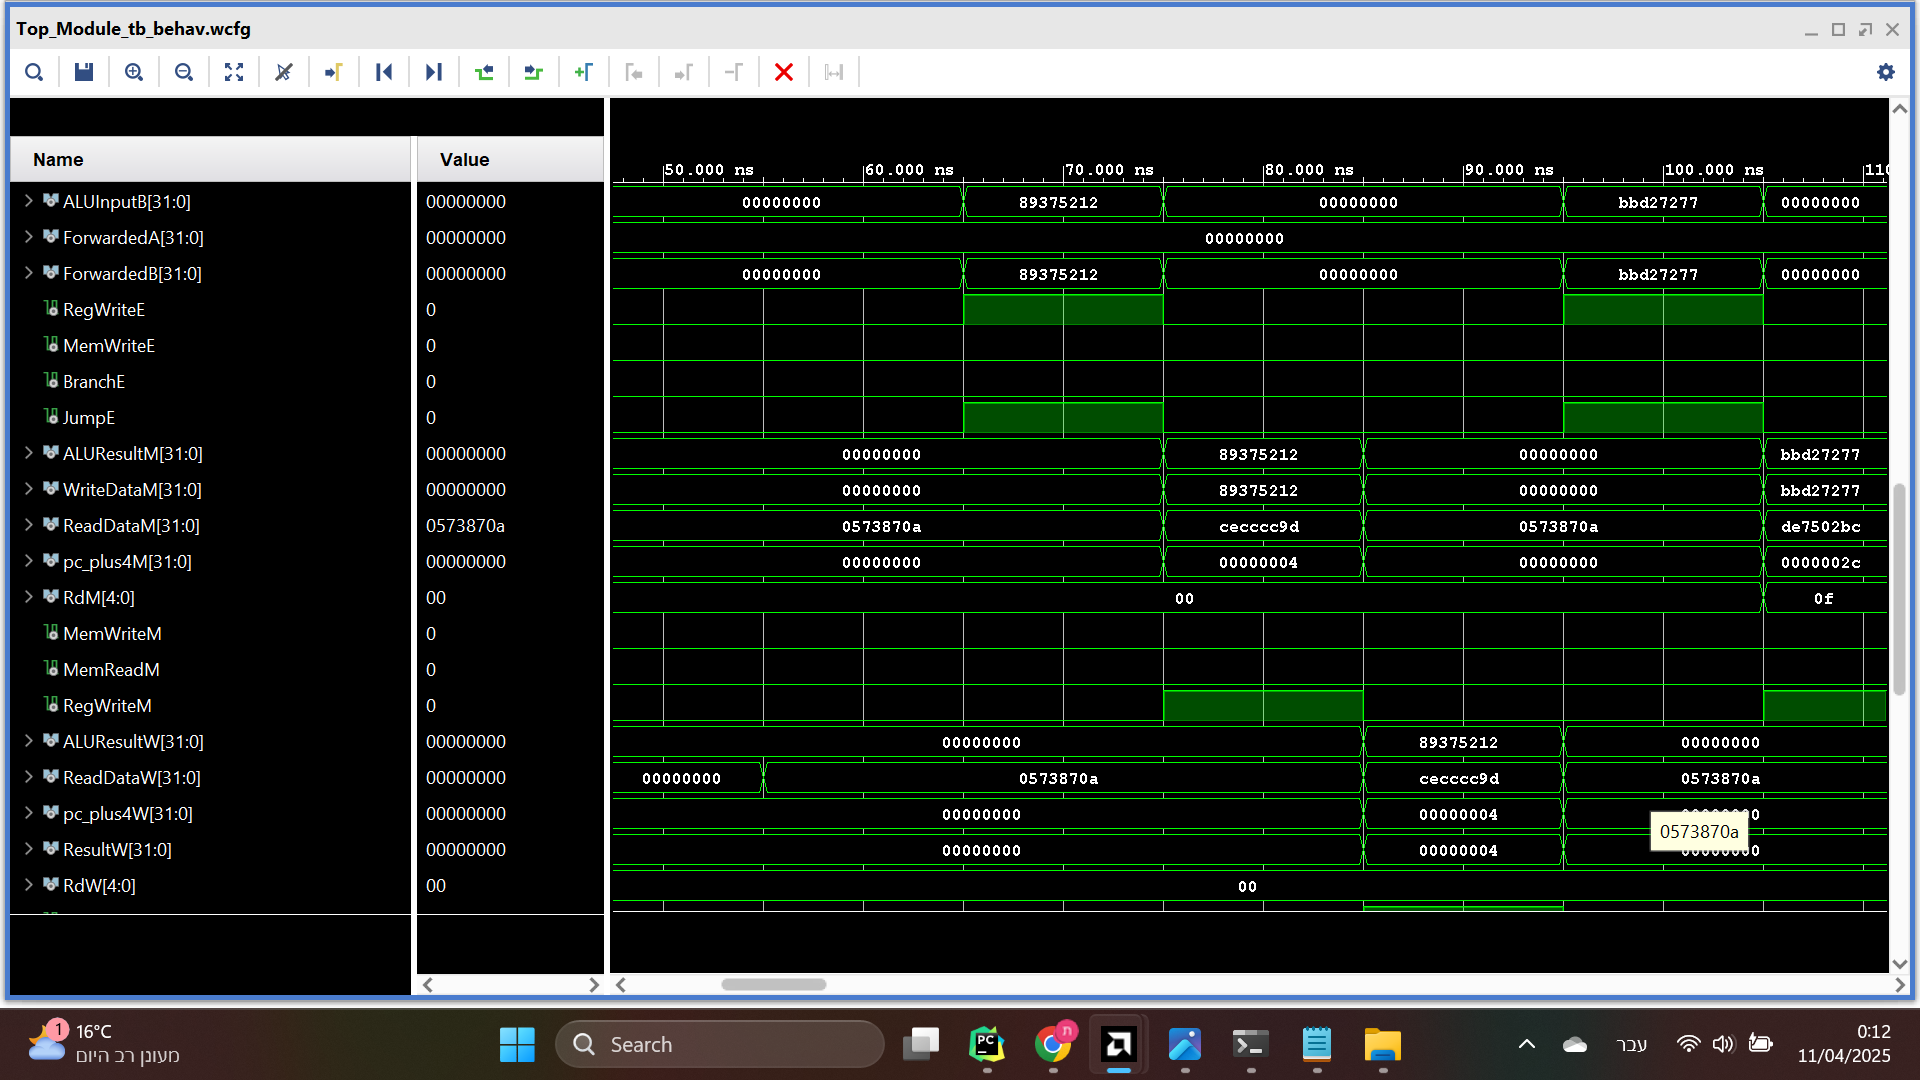 Top_Module_tb_behav.wcfg
Name Value
50.000 ns 60.000 ns 70.000 ns 80.000 ns 90.000 ns 100.000 ns 110
ALUInputB[31:0] 00000000 00000000 89375212 00000000 bbd27277 00000000
ForwardedA[31:0] 00000000 00000000
ForwardedB[31:0] 00000000 00000000 89375212 00000000 bbd27277 00000000
RegWriteE 0
MemWriteE 0
BranchE 0
JumpE 0
ALUResultM[31:0] 00000000 00000000 89375212 00000000 bbd27277
WriteDataM[31:0] 00000000 00000000 89375212 00000000 bbd27277
ReadDataM[31:0] 0573870a 0573870a cecccc9d 0573870a de7502bc
pc_plus4M[31:0] 00000000 00000000 00000004 00000000 0000002c
RdM[4:0] 00 00 0f
MemWriteM 0
MemReadM 0
RegWriteM 0
ALUResultW[31:0] 00000000 00000000 89375212 00000000
ReadDataW[31:0] 00000000 00000000 0573870a cecccc9d 0573870a
pc_plus4W[31:0] 00000000 00000000 00000004
0573870a
ResultW[31:0] 00000000 00000000 00000004
RdW[4:0] 00 00
1 16°C
מעונן רב היום
Search
PC
ת
עבר
0:12
11/04/2025